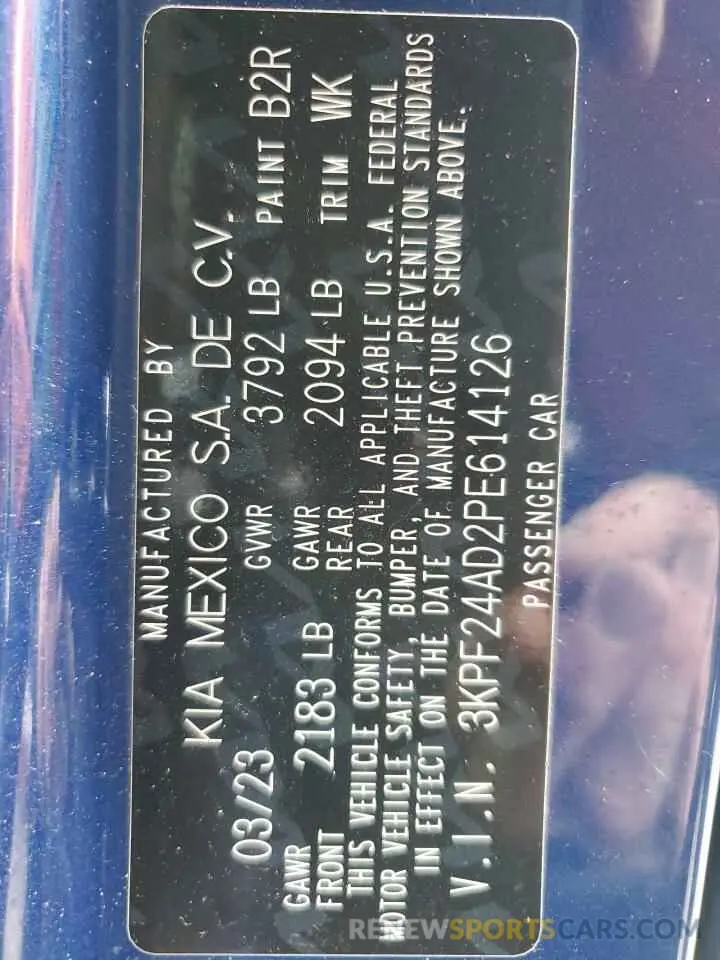 MANUFACTURED BY
KIA MEXICO S.A. DE C.V.
03/23 GVWR 3792 LB PAINT B2R
GAWR FRONT 2183 LB GAWR REAR 2094 LB TRIM WK
THIS VEHICLE CONFORMS TO ALL APPLICABLE U.S.A. FEDERAL
MOTOR VEHICLE SAFETY, BUMPER, AND THEFT PREVENTION STANDARDS
IN EFFECT ON THE DATE OF MANUFACTURE SHOWN ABOVE.
V.I.N. 3KPF24AD2PE614126
PASSENGER CAR
RENEWSPORTSCARS.COM